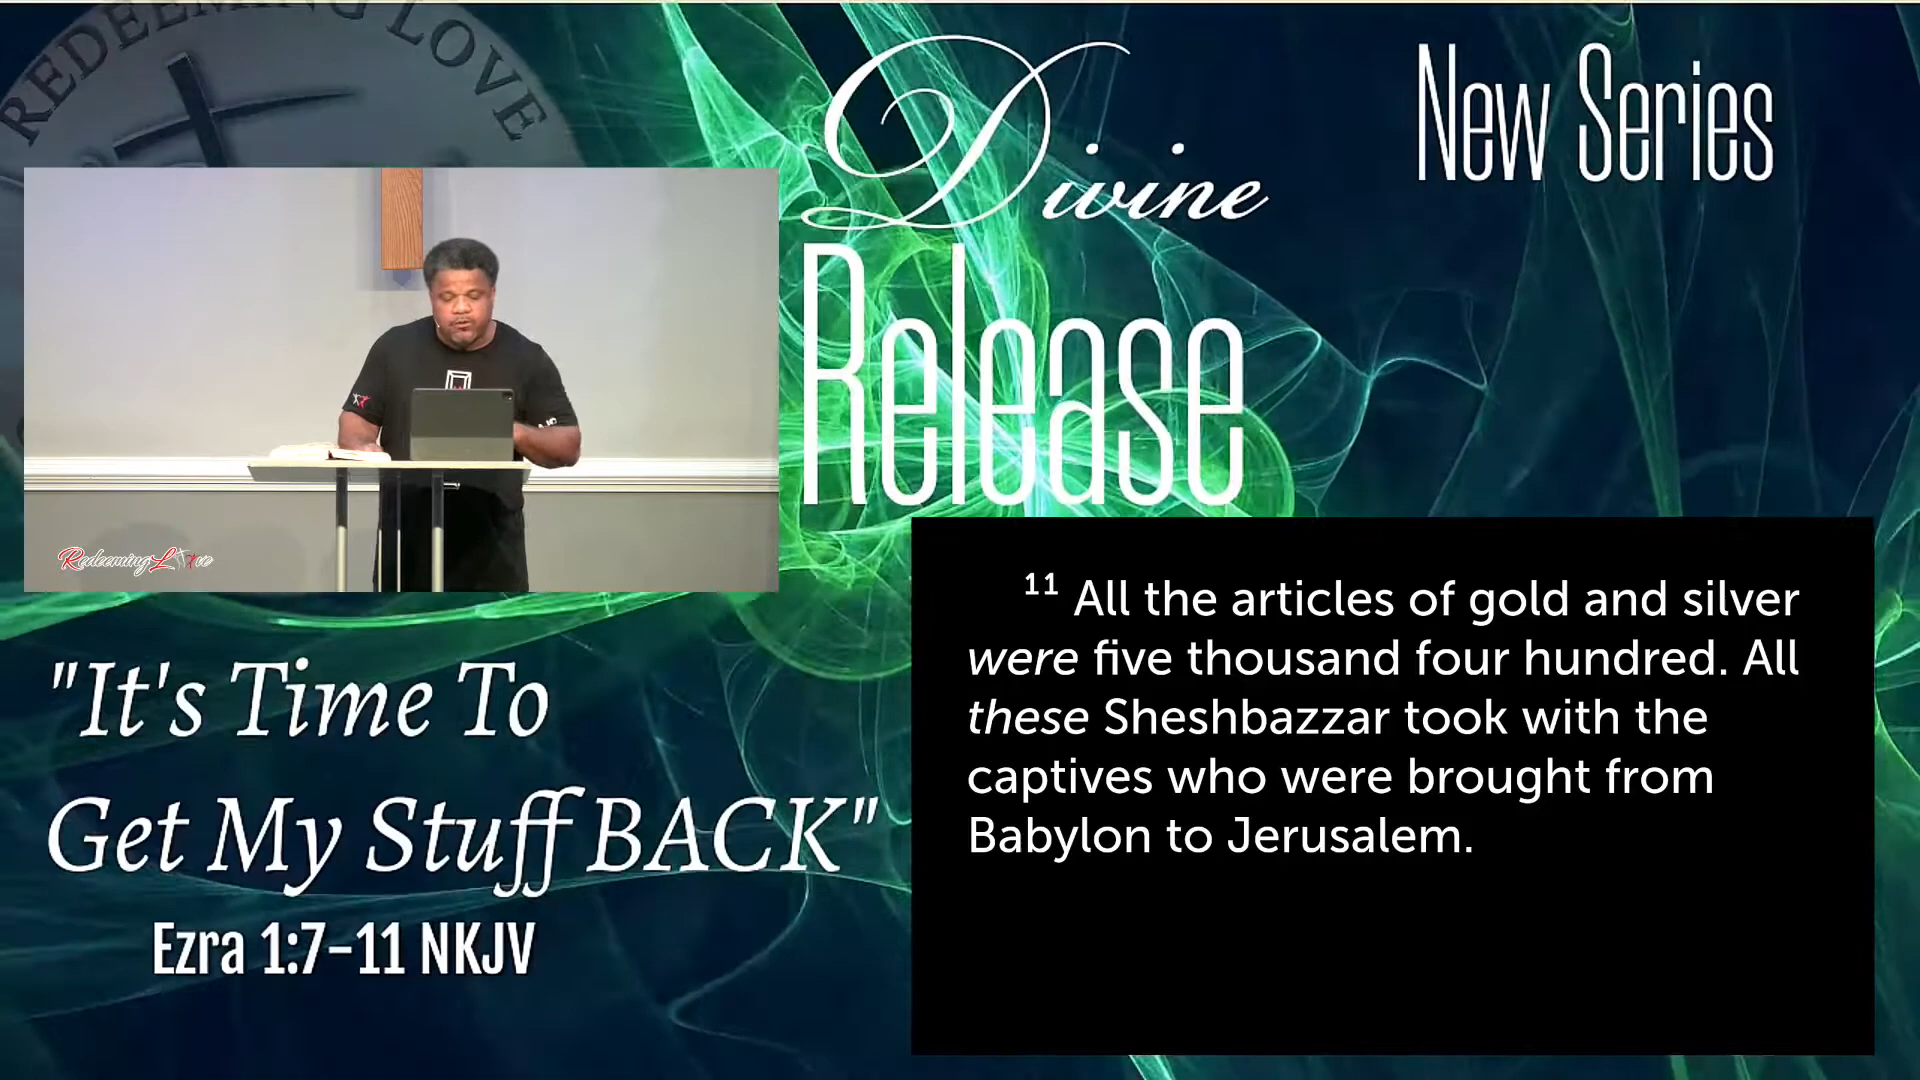 REDEEMING LOVE
Divine
Release
New Series
RedeemingLove
"It's Time To
Get My Stuff BACK"
Ezra 1:7-11 NKJV
11 All the articles of gold and silver
were five thousand four hundred. All
these Sheshbazzar took with the
captives who were brought from
Babylon to Jerusalem.